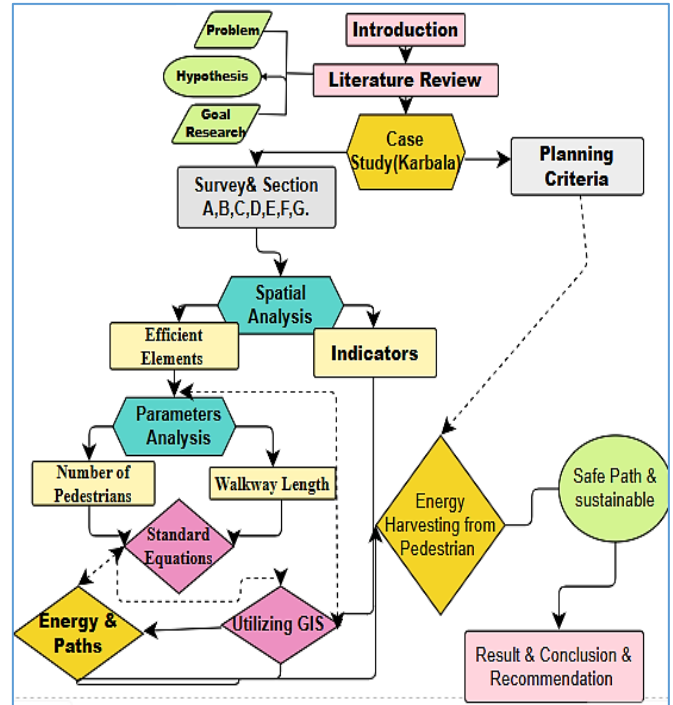 Problem
Introduction
Hypothesis
Literature Review
Goal
Research
Case
Study(Karbala)
Planning
Criteria
Survey& Section
A,B,C,D,E,F,G.
Spatial
Analysis
Efficient
Elements
Indicators
Parameters
Analysis
Number of
Pedestrians
Walkway Length
Standard
Equations
Energy
Harvesting from
Pedestrian
Safe Path &
sustainable
Energy &
Paths
Utilizing GIS
Result & Conclusion &
Recommendation